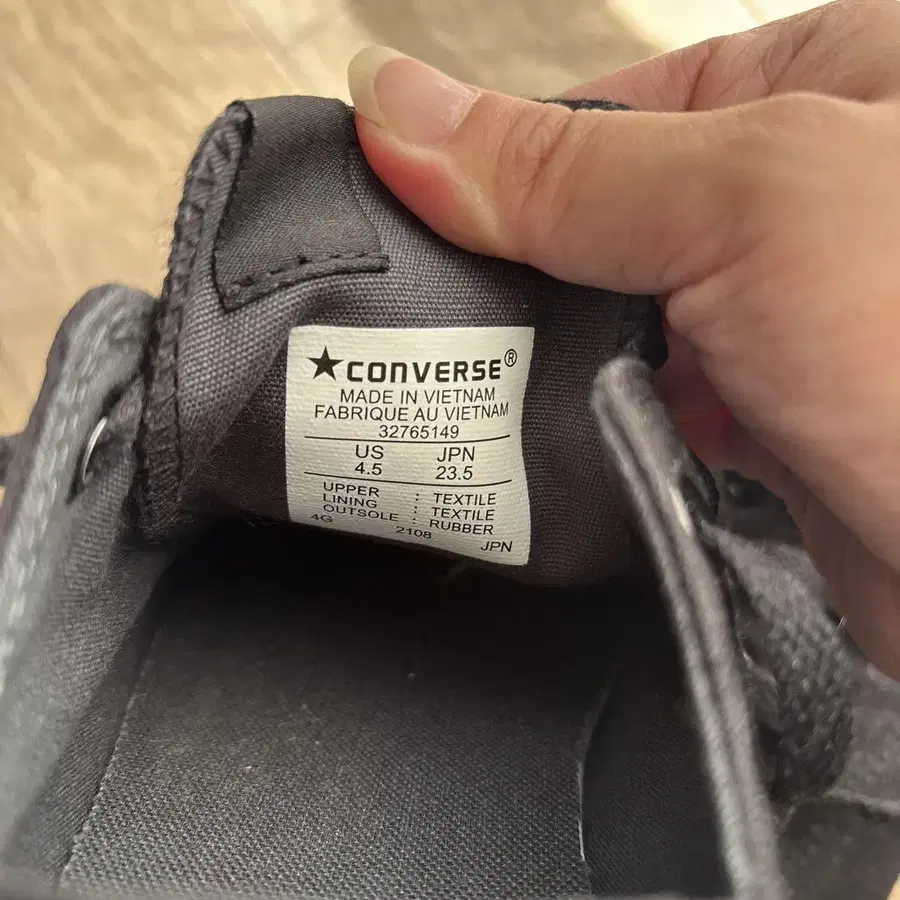 ★CONVERSE®
MADE IN VIETNAM
FABRIQUE AU VIETNAM
32765149
US JPN
4.5 23.5
UPPER : TEXTILE
LINING : TEXTILE
OUTSOLE : RUBBER
4G 2108 JPN